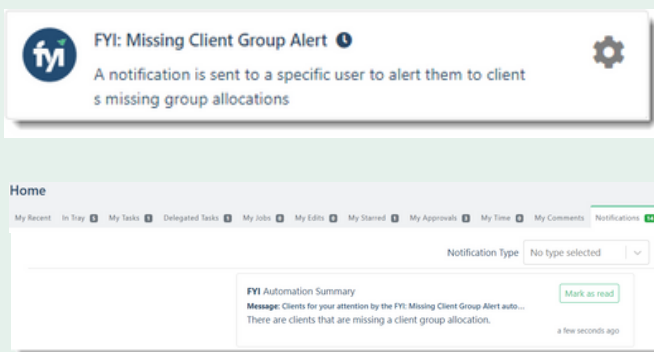 fyi
FYI: Missing Client Group Alert
A notification is sent to a specific user to alert them to client
s missing group allocations
Home
My Recent In Tray My Tasks Delegated Tasks My Jobs My Edits My Starred My Approvals My Time My Comments Notifications
Notification Type No type selected
FYI Automation Summary
Mark as read
Message: Clients for your attention by the FYI: Missing Client Group Alert auto...
There are clients that are missing a client group allocation.
a few seconds ago